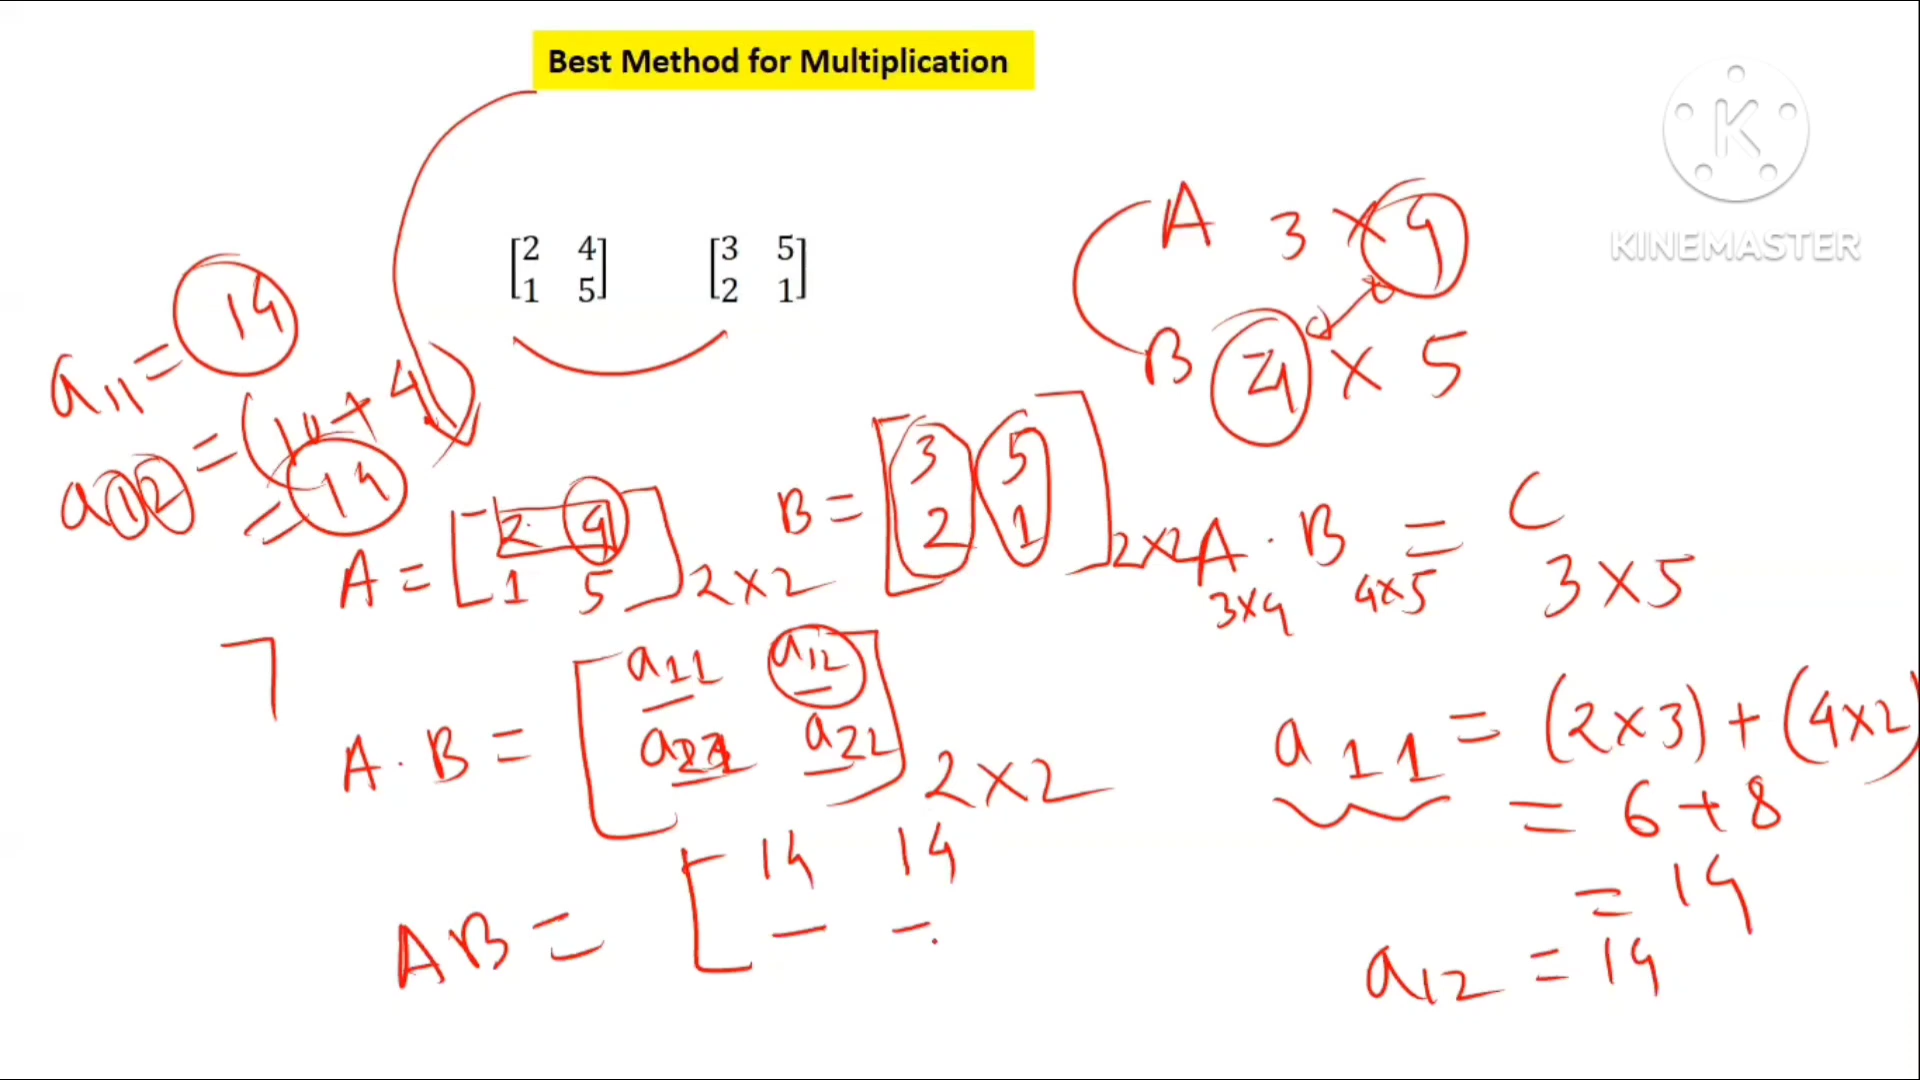 Best Method for Multiplication
KINEMASTER
[2 4
1 5] [3 5
2 1]
A 3 × 4
B 4 × 5
a11 = 14
a12 = (10 + 4)
= 14
A = [2 4
1 5] 2×2
B = [3 5
2 1] 2×2
A · B = C
3×4 4×5 3 × 5
A · B = [a11 a12
a21 a22] 2×2
a11 = (2×3) + (4×2)
= 6 + 8
= 14
a12 = 14
AB = [14 14
— —